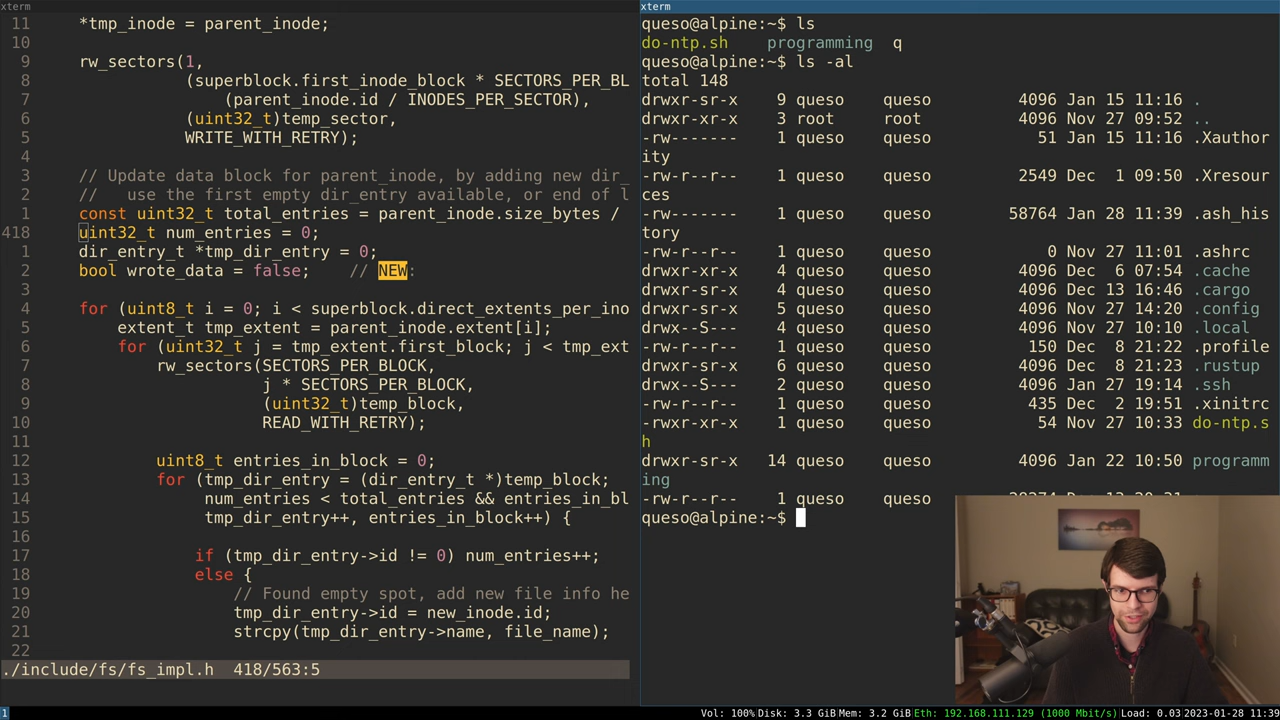 xterm
11 *tmp_inode = parent_inode;
10
9 rw_sectors(1,
8 (superblock.first_inode_block * SECTORS_PER_BL
7 (parent_inode.id / INODES_PER_SECTOR),
6 (uint32_t)temp_sector,
5 WRITE_WITH_RETRY);
4
3 // Update data block for parent_inode, by adding new dir_
2 // use the first empty dir_entry available, or end of l
1 const uint32_t total_entries = parent_inode.size_bytes /
418 uint32_t num_entries = 0;
1 dir_entry_t *tmp_dir_entry = 0;
2 bool wrote_data = false; // NEW:
3
4 for (uint8_t i = 0; i < superblock.direct_extents_per_ino
5 extent_t tmp_extent = parent_inode.extent[i];
6 for (uint32_t j = tmp_extent.first_block; j < tmp_ext
7 rw_sectors(SECTORS_PER_BLOCK,
8 j * SECTORS_PER_BLOCK,
9 (uint32_t)temp_block,
10 READ_WITH_RETRY);
11
12 uint8_t entries_in_block = 0;
13 for (tmp_dir_entry = (dir_entry_t *)temp_block;
14 num_entries < total_entries && entries_in_bl
15 tmp_dir_entry++, entries_in_block++) {
16
17 if (tmp_dir_entry->id != 0) num_entries++;
18 else {
19 // Found empty spot, add new file info he
20 tmp_dir_entry->id = new_inode.id;
21 strcpy(tmp_dir_entry->name, file_name);
22
./include/fs/fs_impl.h 418/563:5
xterm
queso@alpine:~$ ls
do-ntp.sh programming q
queso@alpine:~$ ls -al
total 148
drwxr-sr-x 9 queso queso 4096 Jan 15 11:16 .
drwxr-xr-x 3 root root 4096 Nov 27 09:52 ..
-rw------- 1 queso queso 51 Jan 15 11:16 .Xauthor
ity
-rw-r--r-- 1 queso queso 2549 Dec 1 09:50 .Xresour
ces
-rw------- 1 queso queso 58764 Jan 28 11:39 .ash_his
tory
-rw-r--r-- 1 queso queso 0 Nov 27 11:01 .ashrc
drwxr-xr-x 4 queso queso 4096 Dec 6 07:54 .cache
drwxr-sr-x 4 queso queso 4096 Dec 13 16:46 .cargo
drwxr-xr-x 5 queso queso 4096 Nov 27 14:20 .config
drwx--S--- 4 queso queso 4096 Nov 27 10:10 .local
-rw-r--r-- 1 queso queso 150 Dec 8 21:22 .profile
drwxr-sr-x 6 queso queso 4096 Dec 8 21:23 .rustup
drwx--S--- 2 queso queso 4096 Jan 27 19:14 .ssh
-rw-r--r-- 1 queso queso 435 Dec 2 19:51 .xinitrc
-rwxr-xr-x 1 queso queso 54 Nov 27 10:33 do-ntp.s
h
drwxr-sr-x 14 queso queso 4096 Jan 22 10:50 programm
ing
-rw-r--r-- 1 queso queso
queso@alpine:~$
1 Vol: 100% Disk: 3.3 GiB Mem: 3.2 GiB Eth: 192.168.111.129 (1000 Mbit/s) Load: 0.03 2023-01-28 11:39